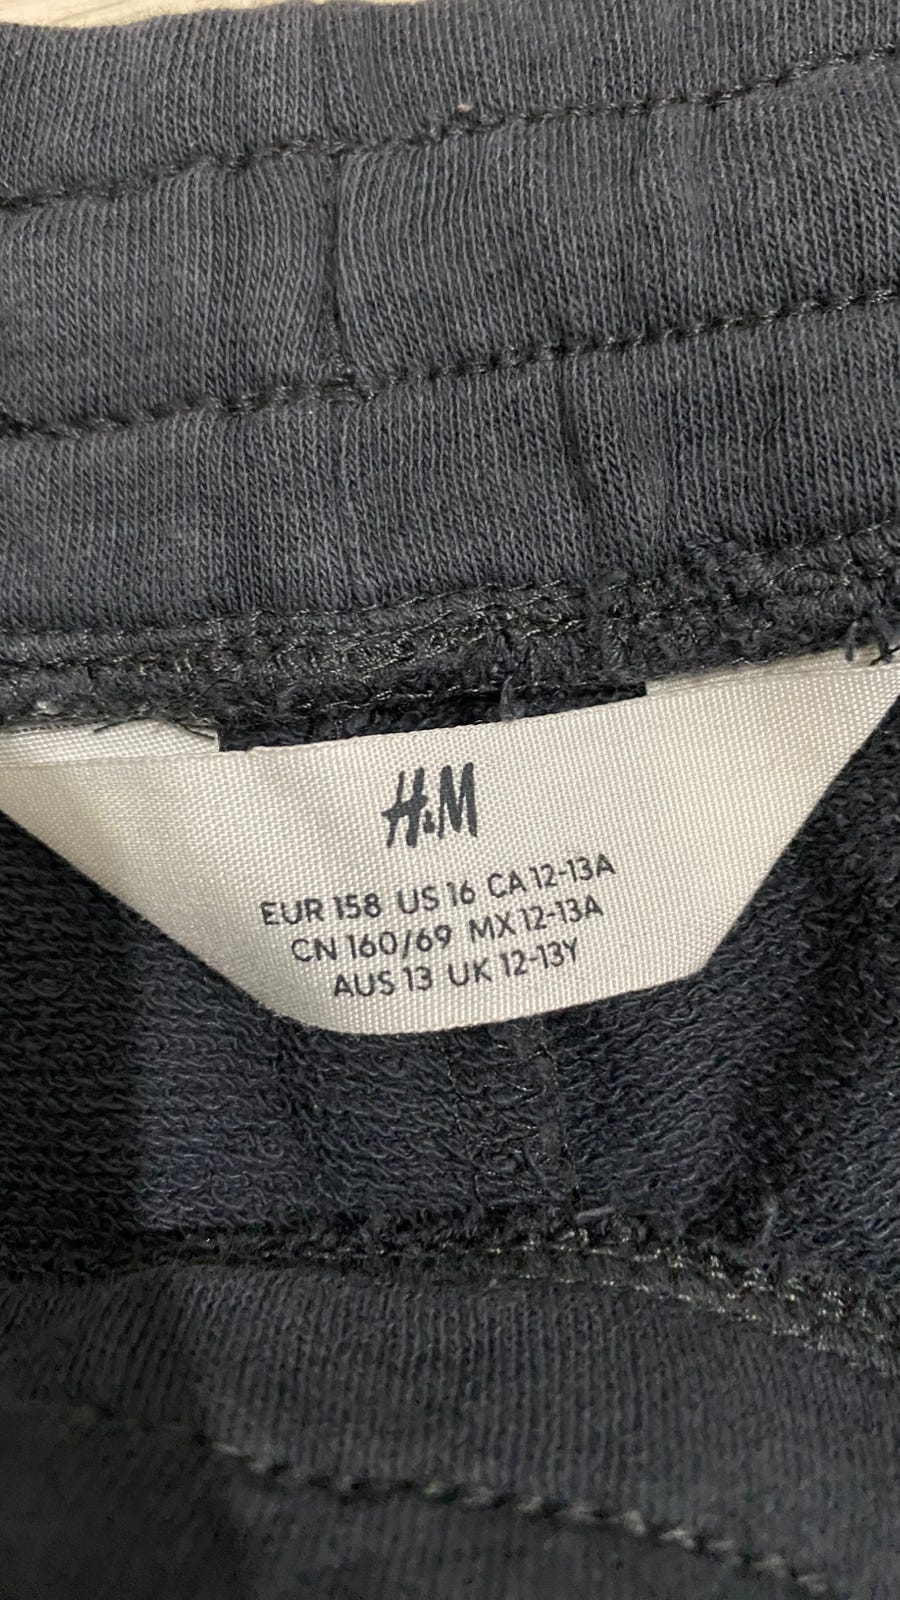 H&M
EUR 158 US 16 CA 12-13A
CN 160/69 MX 12-13A
AUS 13 UK 12-13Y